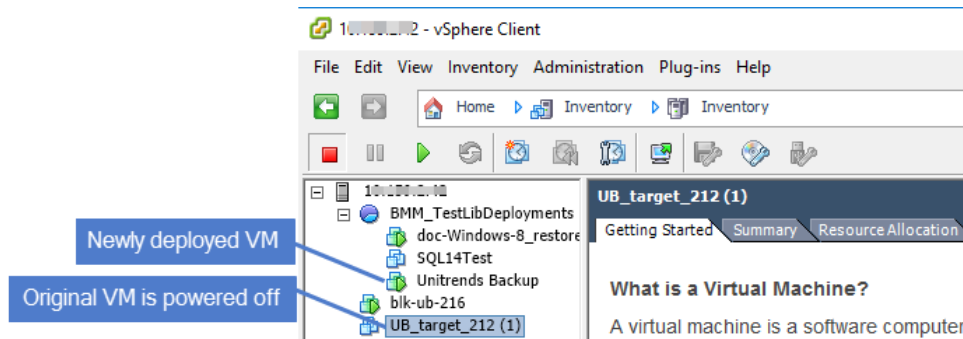 - vSphere Client
File Edit View Inventory Administration Plug-ins Help
Home Inventory Inventory
UB_target_212 (1)
BMM_TestLibDeployments
Getting Started Summary Resource Allocation
doc-Windows-8_restore
Newly deployed VM
SQL14Test
Unitrends Backup
What is a Virtual Machine?
Original VM is powered off
blk-ub-216
UB_target_212 (1)
A virtual machine is a software computer